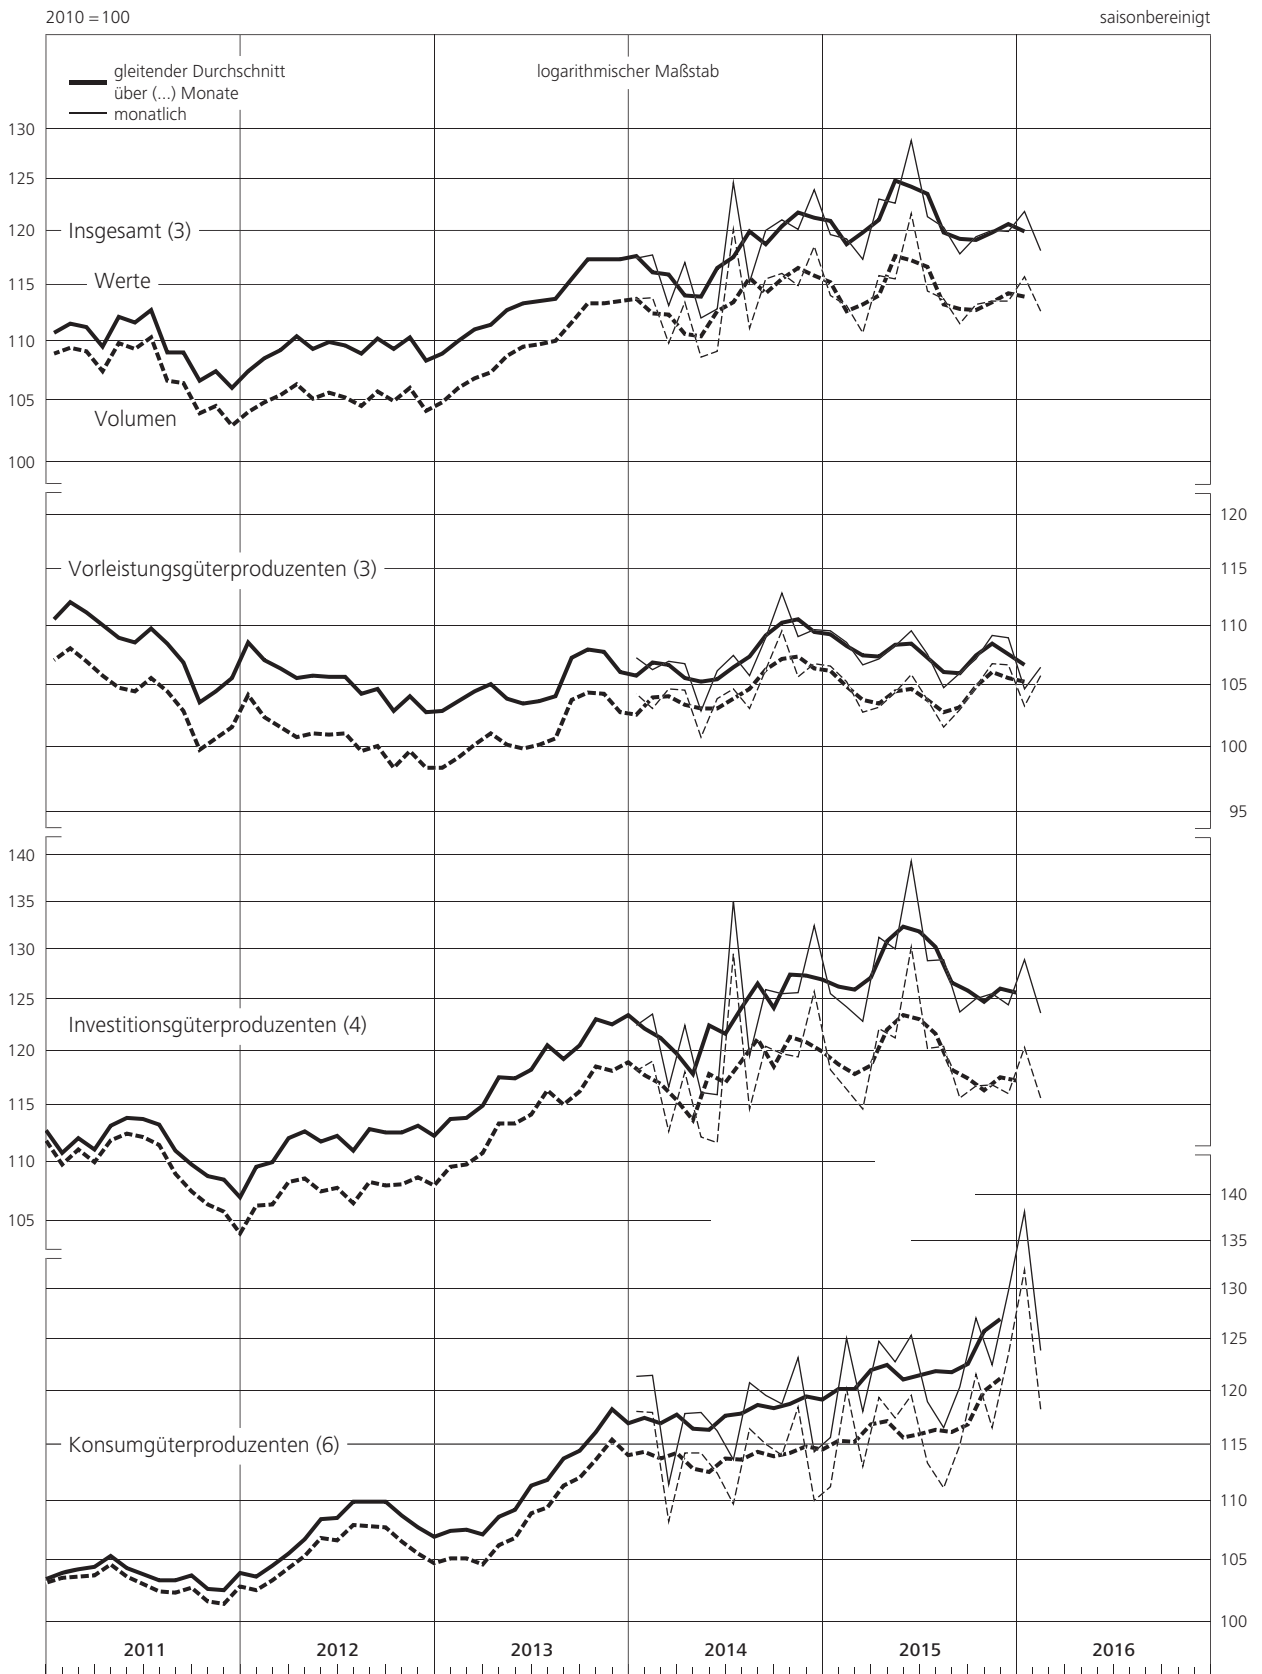 2010 = 100
saisonbereinigt
gleitender Durchschnitt
über (...) Monate
monatlich
logarithmischer Maßstab
130
125
120
115
110
105
100
Insgesamt (3)
Werte
Volumen
120
115
110
105
100
95
Vorleistungsgüterproduzenten (3)
140
135
130
125
120
115
110
105
Investitionsgüterproduzenten (4)
140
135
130
125
120
115
110
105
100
Konsumgüterproduzenten (6)
2011 2012 2013 2014 2015 2016